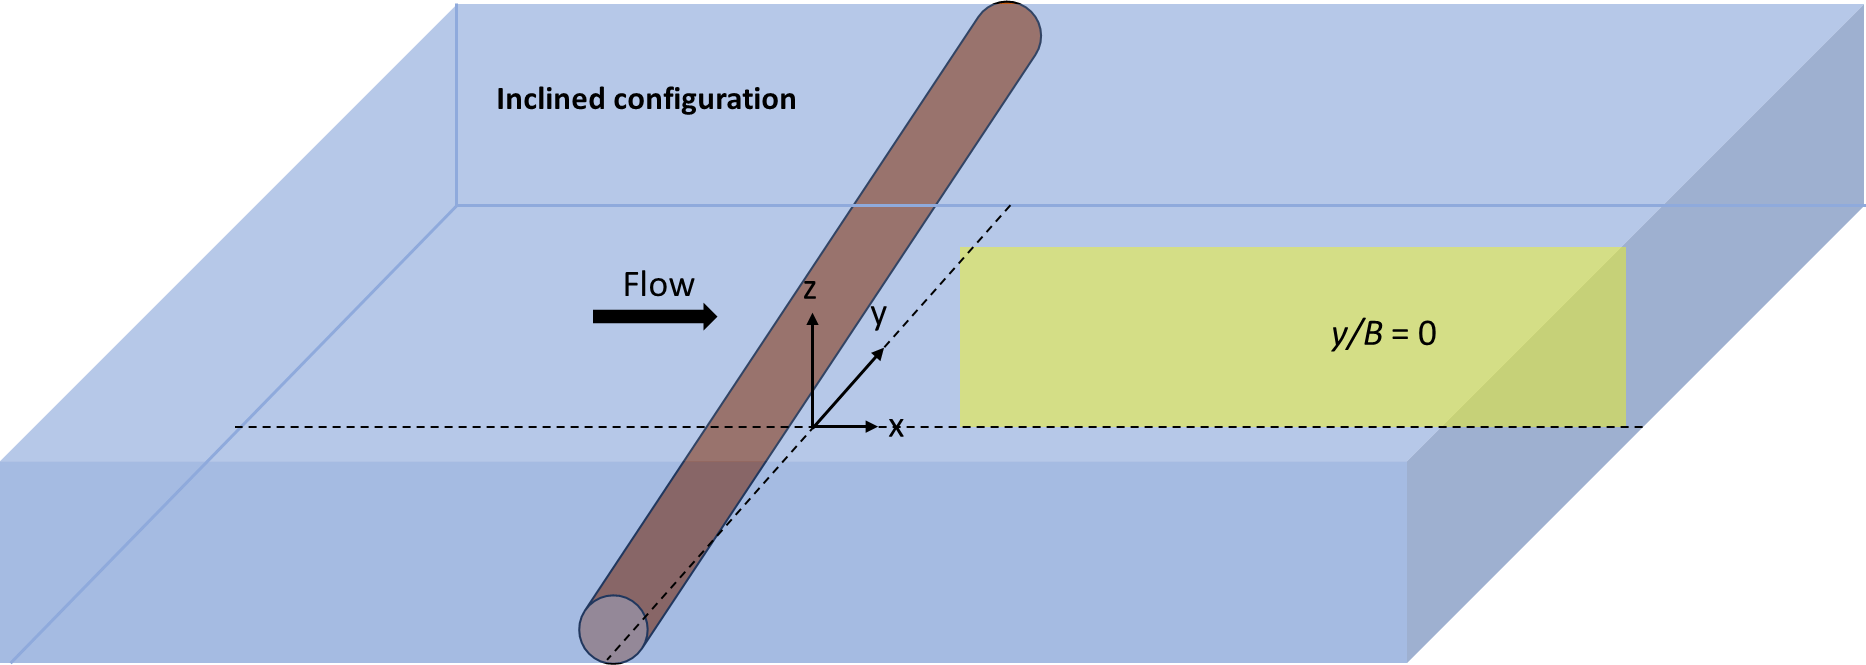 Inclined configuration
Flow
z
y
x
y/B = 0